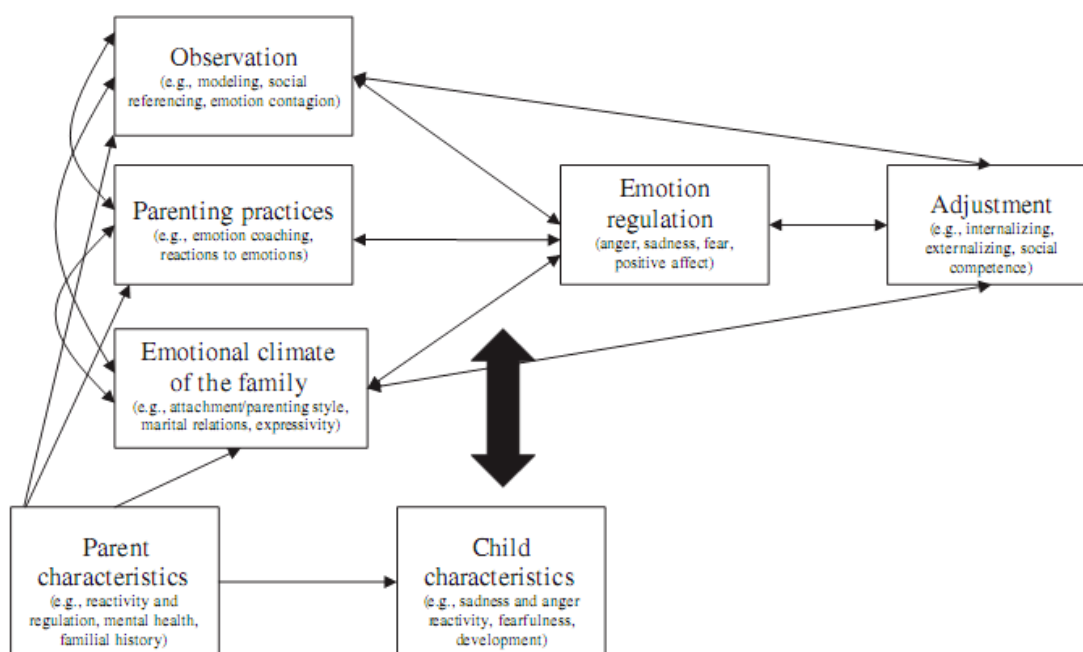 Observation
(e.g., modeling, social
referencing, emotion contagion)
Parenting practices
(e.g., emotion coaching,
reactions to emotions)
Emotional climate
of the family
(e.g., attachment/parenting style,
marital relations, expressivity)
Emotion
regulation
(anger, sadness, fear,
positive affect)
Adjustment
(e.g., internalizing,
externalizing, social
competence)
Parent
characteristics
(e.g., reactivity and
regulation, mental health,
familial history)
Child
characteristics
(e.g., sadness and anger
reactivity, fearfulness,
development)